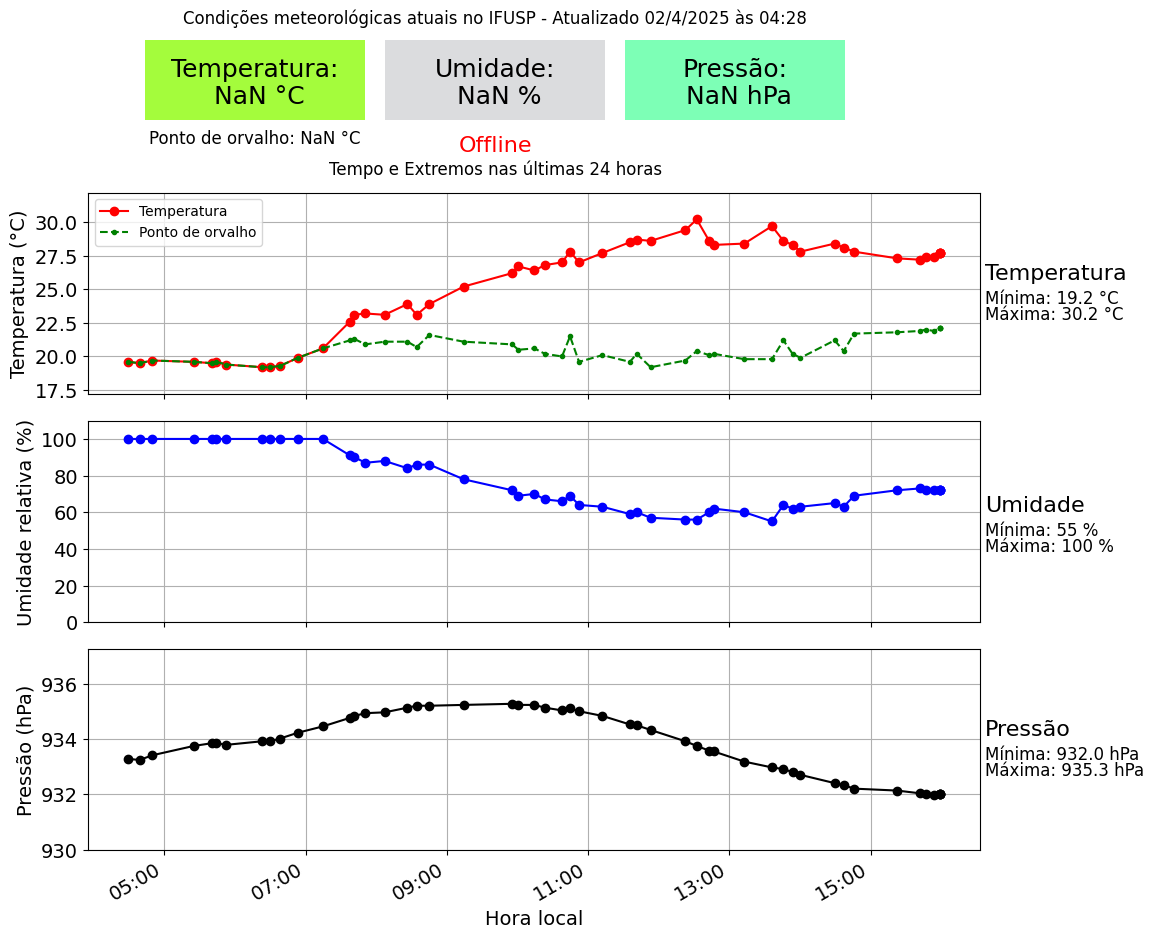 Condições meteorológicas atuais no IFUSP - Atualizado 02/4/2025 às 04:28
Temperatura:
NaN °C
Umidade:
NaN %
Pressão:
NaN hPa
Ponto de orvalho: NaN °C
Offline
Tempo e Extremos nas últimas 24 horas
Temperatura (°C)
30.0
27.5
25.0
22.5
20.0
17.5
Temperatura
Ponto de orvalho
Temperatura
Mínima: 19.2 °C
Máxima: 30.2 °C
Umidade relativa (%)
100
80
60
40
20
0
Umidade
Mínima: 55 %
Máxima: 100 %
Pressão (hPa)
936
934
932
930
Pressão
Mínima: 932.0 hPa
Máxima: 935.3 hPa
05:00
07:00
09:00
11:00
13:00
15:00
Hora local